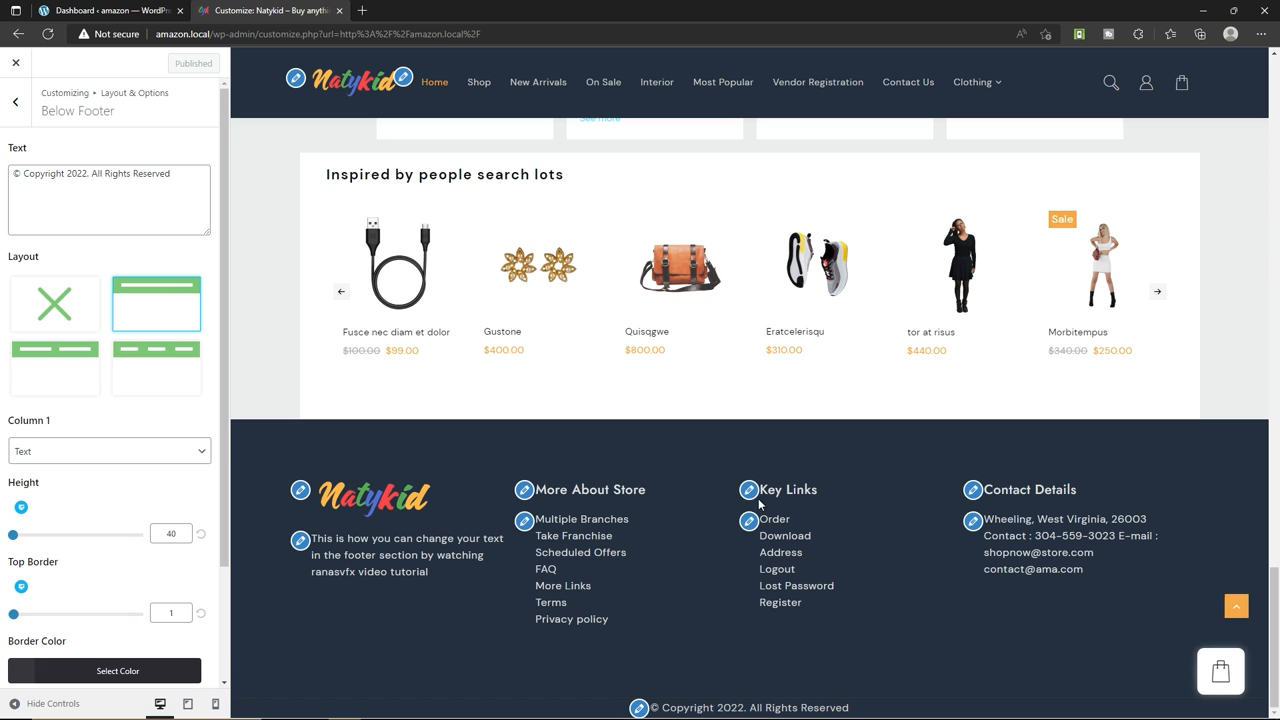 Dashboard ‹ amazon — WordPr
Customize: Natykid – Buy anythi
Not secure
amazon.local/wp-admin/customize.php?url=http%3A%2F%2Famazon.local%2F
Published
Customizing ▸ Layout & Options
Below Footer
Text
© Copyright 2022. All Rights Reserved
Layout
Column 1
Text
Height
40
Top Border
1
Border Color
Select Color
Hide Controls
Natykid
Home
Shop
New Arrivals
On Sale
Interior
Most Popular
Vendor Registration
Contact Us
Clothing
See more
Inspired by people search lots
Sale
Fusce nec diam et dolor
$100.00 $99.00
Gustone
$400.00
Quisqgwe
$800.00
Eratcelerisqu
$310.00
tor at risus
$440.00
Morbitempus
$340.00 $250.00
Natykid
This is how you can change your text
in the footer section by watching
ranasvfx video tutorial
More About Store
Multiple Branches
Take Franchise
Scheduled Offers
FAQ
More Links
Terms
Privacy policy
Key Links
Order
Download
Address
Logout
Lost Password
Register
Contact Details
Wheeling, West Virginia, 26003
Contact : 304-559-3023 E-mail :
shopnow@store.com
contact@ama.com
© Copyright 2022. All Rights Reserved